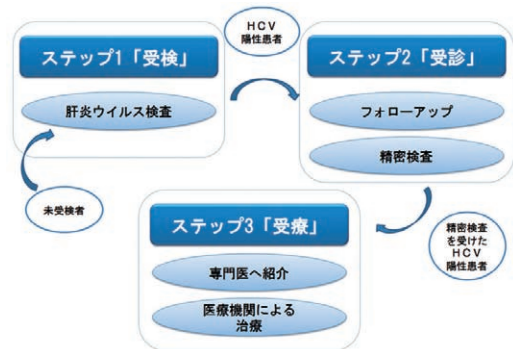 HCV
陽性患者
ステップ1「受検」
ステップ2「受診」
肝炎ウイルス検査
フォローアップ
精密検査
未受検者
ステップ3「受療」
精密検査
を受けた
HCV
陽性患者
専門医へ紹介
医療機関による
治療